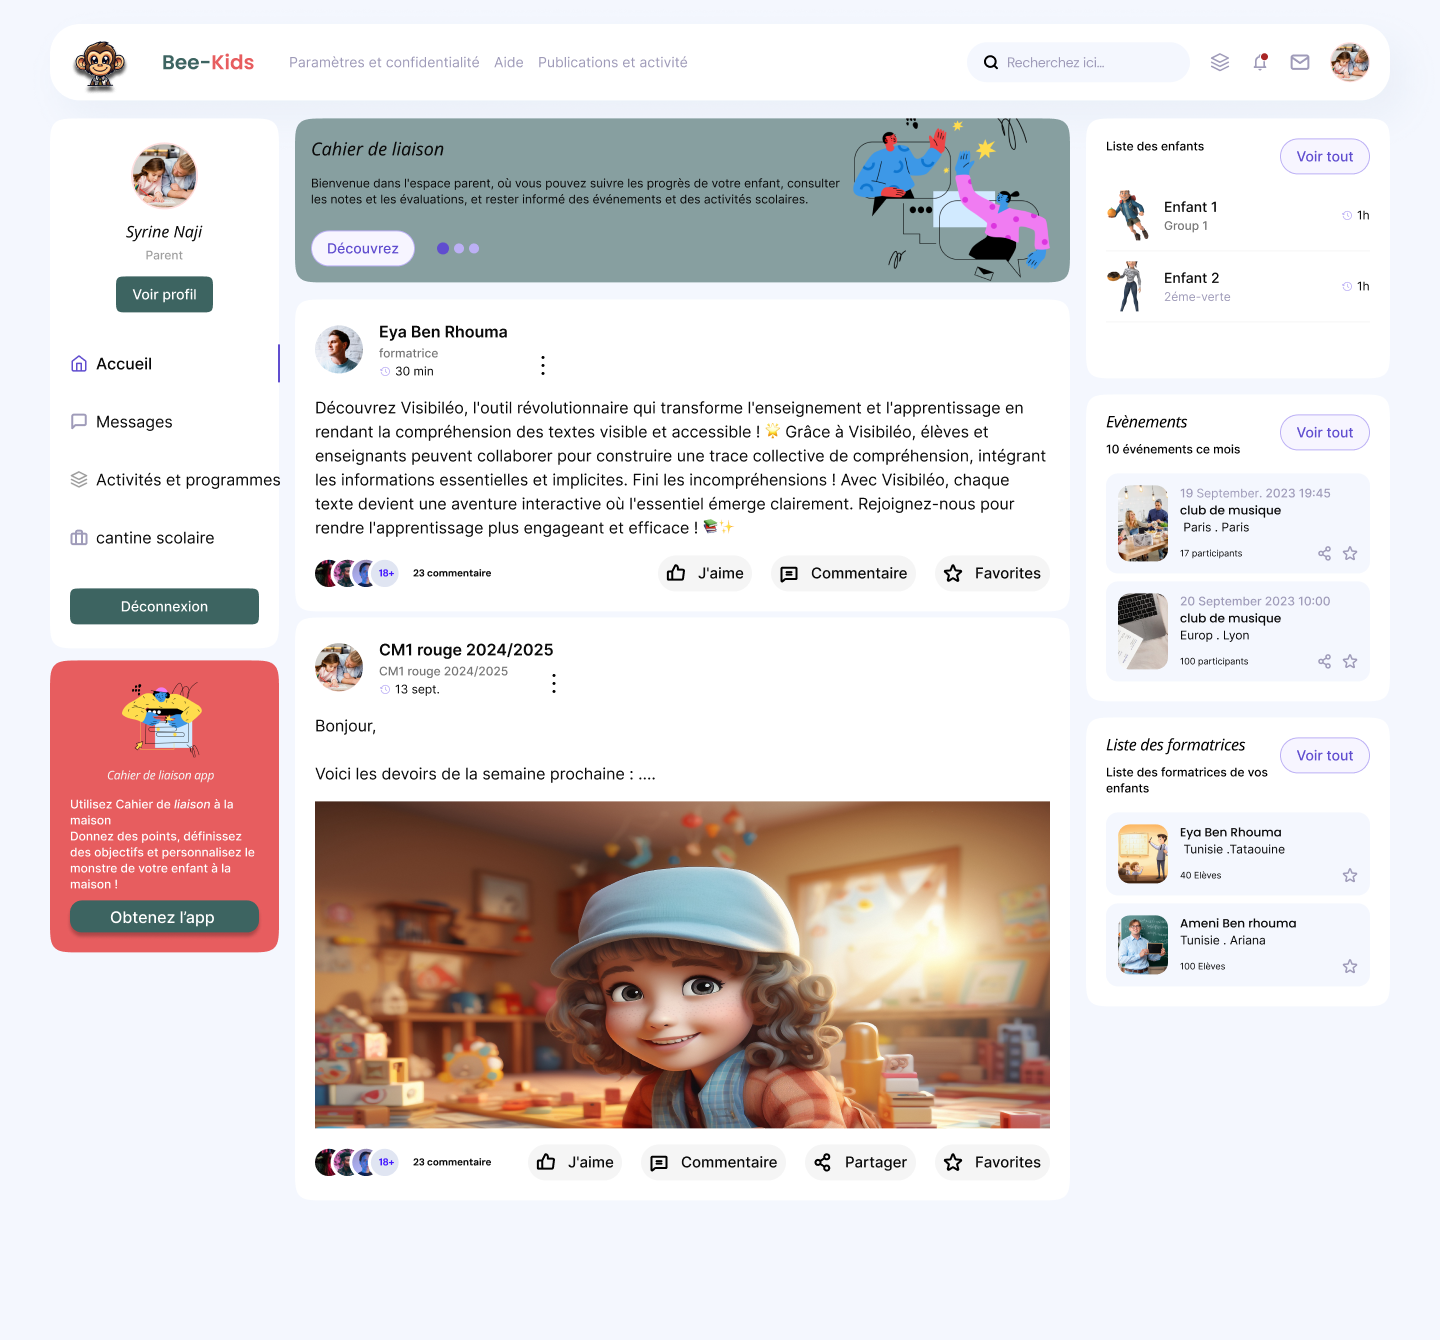 Bee-Kids
Paramètres et confidentialité Aide Publications et activité
Recherchez ici...
Syrine Naji
Parent
Voir profil
Accueil
Messages
Activités et programmes
cantine scolaire
Déconnexion
Cahier de liaison app
Utilisez Cahier de liaison à la
maison
Donnez des points, définissez
des objectifs et personnalisez le
monstre de votre enfant à la
maison !
Obtenez l'app
Cahier de liaison
Bienvenue dans l'espace parent, où vous pouvez suivre les progrès de votre enfant, consulter
les notes et les évaluations, et rester informé des événements et des activités scolaires.
Découvrez
Eya Ben Rhouma
formatrice
30 min
Découvrez Visibiléo, l'outil révolutionnaire qui transforme l'enseignement et l'apprentissage en
rendant la compréhension des textes visible et accessible ! 🌟 Grâce à Visibiléo, élèves et
enseignants peuvent collaborer pour construire une trace collective de compréhension, intégrant
les informations essentielles et implicites. Fini les incompréhensions ! Avec Visibiléo, chaque
texte devient une aventure interactive où l'essentiel émerge clairement. Rejoignez-nous pour
rendre l'apprentissage plus engageant et efficace ! 📚✨
18+ 23 commentaire J'aime Commentaire Favorites
CM1 rouge 2024/2025
CM1 rouge 2024/2025
13 sept.
Bonjour,
Voici les devoirs de la semaine prochaine : ....
18+ 23 commentaire J'aime Commentaire Partager Favorites
Liste des enfants
Voir tout
Enfant 1
Group 1
1h
Enfant 2
2éme-verte
1h
Evènements
Voir tout
10 événements ce mois
19 September. 2023 19:45
club de musique
Paris . Paris
17 participants
20 September 2023 10:00
club de musique
Europ . Lyon
100 participants
Liste des formatrices
Voir tout
Liste des formatrices de vos
enfants
Eya Ben Rhouma
Tunisie .Tataouine
40 Elèves
Ameni Ben rhouma
Tunisie . Ariana
100 Elèves